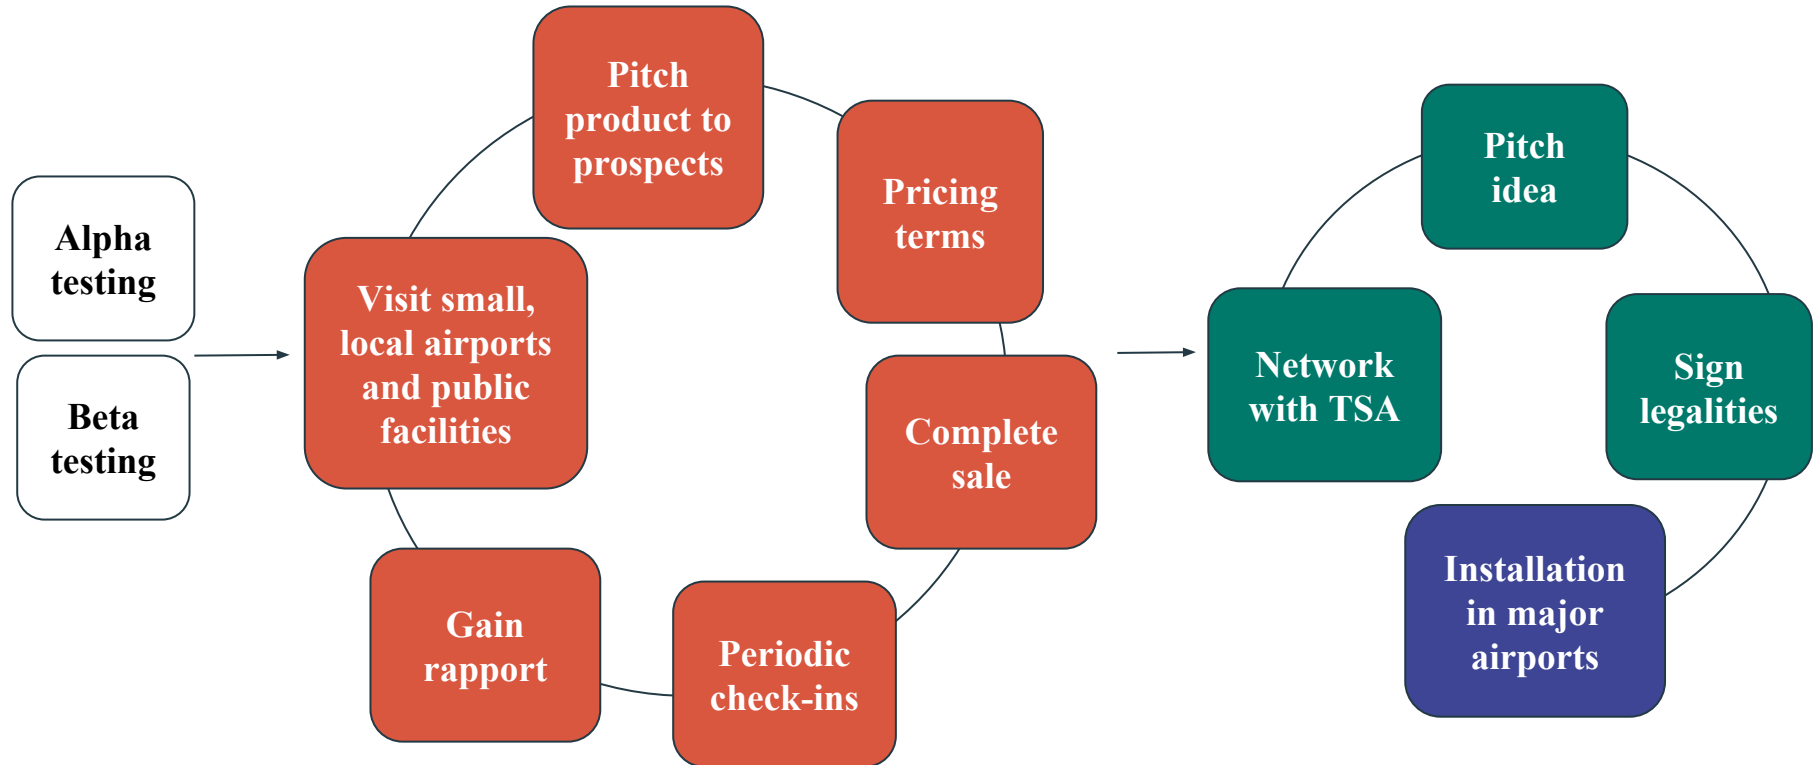 Alpha
testing
Beta
testing
Visit small,
local airports
and public
facilities
Pitch
product to
prospects
Pricing
terms
Complete
sale
Periodic
check-ins
Gain
rapport
Network
with TSA
Pitch
idea
Sign
legalities
Installation
in major
airports